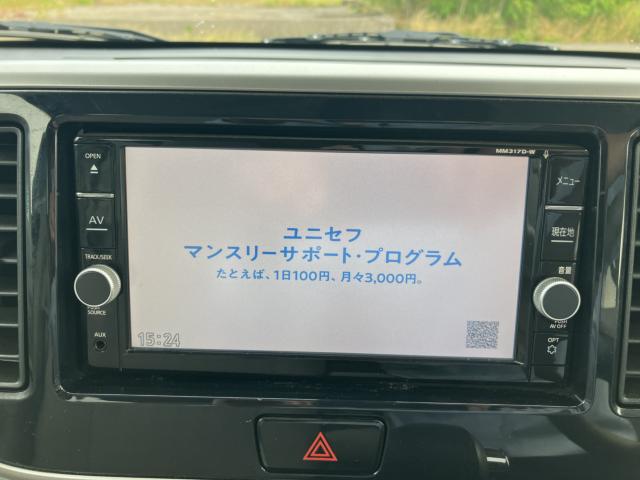 MM317D-W
OPEN
メニュー
AV
現在地
ユニセフ
マンスリーサポート・プログラム
たとえば、1日100円、月々3,000円。
TRACK/SEEK
音量
PUSH
SOURCE
PUSH
AV OFF
AUX
15:24
OPT